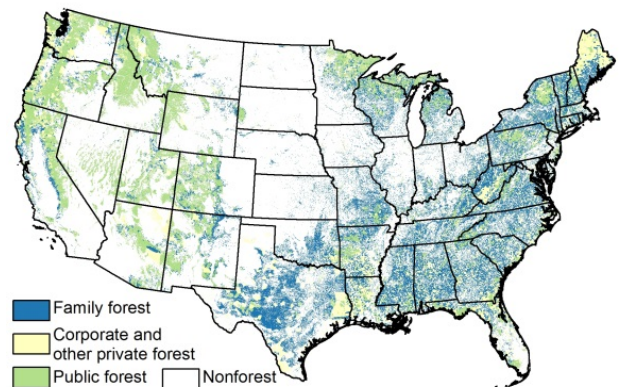 Family forest
Corporate and
other private forest
Public forest
Nonforest